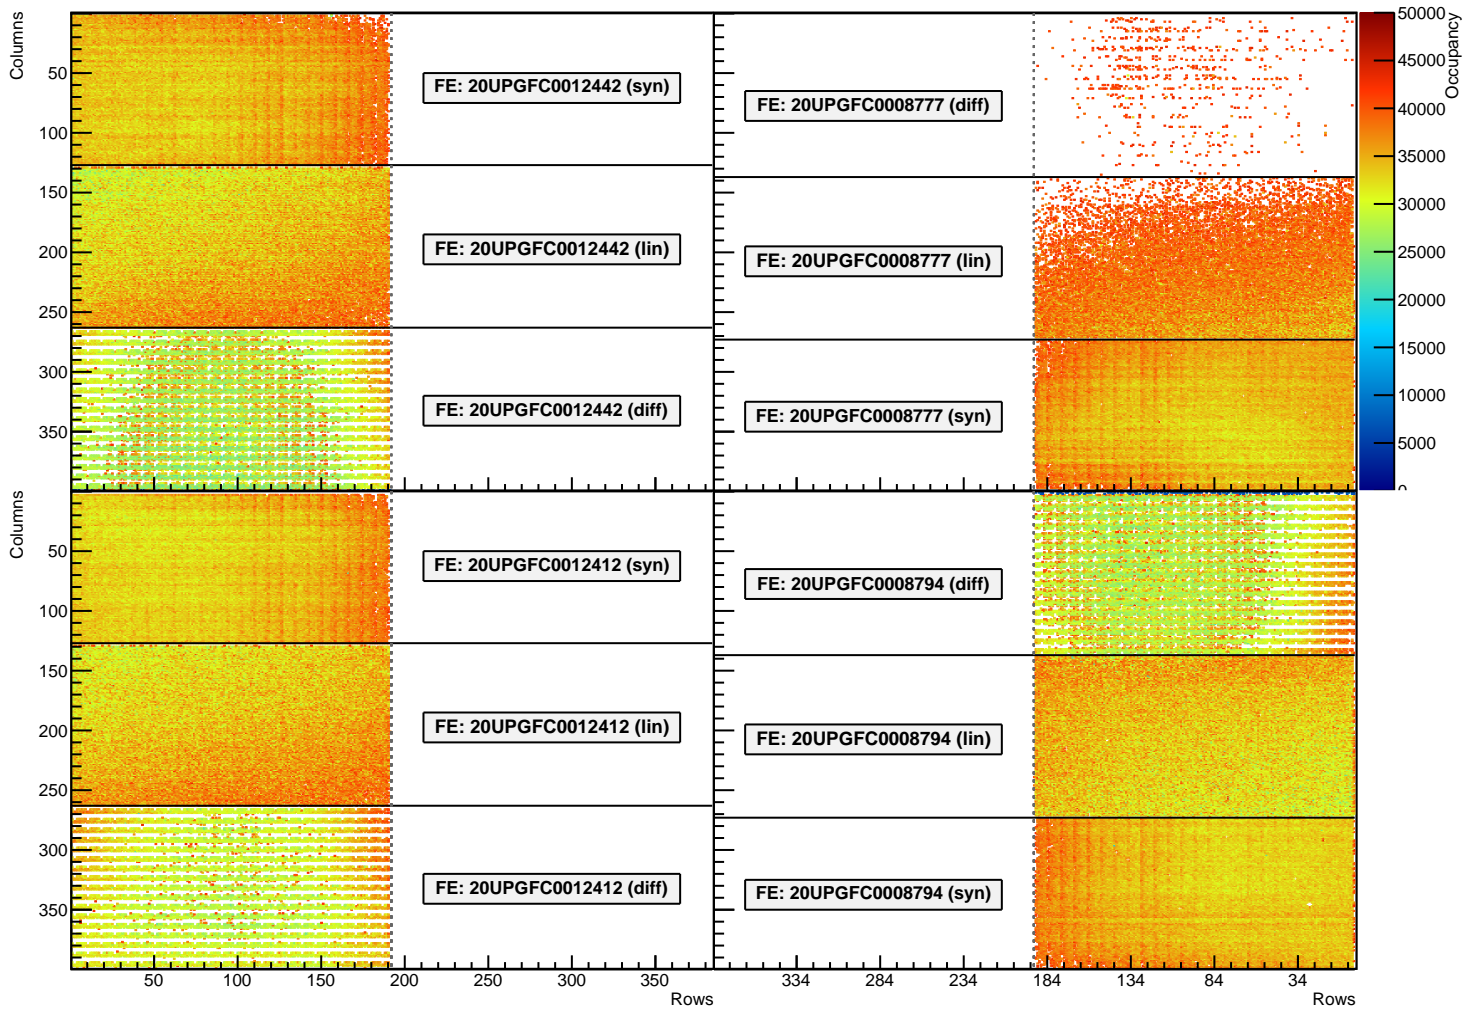 Columns
50
100
150
200
250
300
350
FE: 20UPGFC0012442 (syn)
FE: 20UPGFC0012442 (lin)
FE: 20UPGFC0012442 (diff)
FE: 20UPGFC0008777 (diff)
FE: 20UPGFC0008777 (lin)
FE: 20UPGFC0008777 (syn)
50000
45000
40000
35000
30000
25000
20000
15000
10000
5000
0
Occupancy
Columns
50
100
150
200
250
300
350
FE: 20UPGFC0012412 (syn)
FE: 20UPGFC0012412 (lin)
FE: 20UPGFC0012412 (diff)
FE: 20UPGFC0008794 (diff)
FE: 20UPGFC0008794 (lin)
FE: 20UPGFC0008794 (syn)
50 100 150 200 250 300 350
Rows
334 284 234 184 134 84 34
Rows